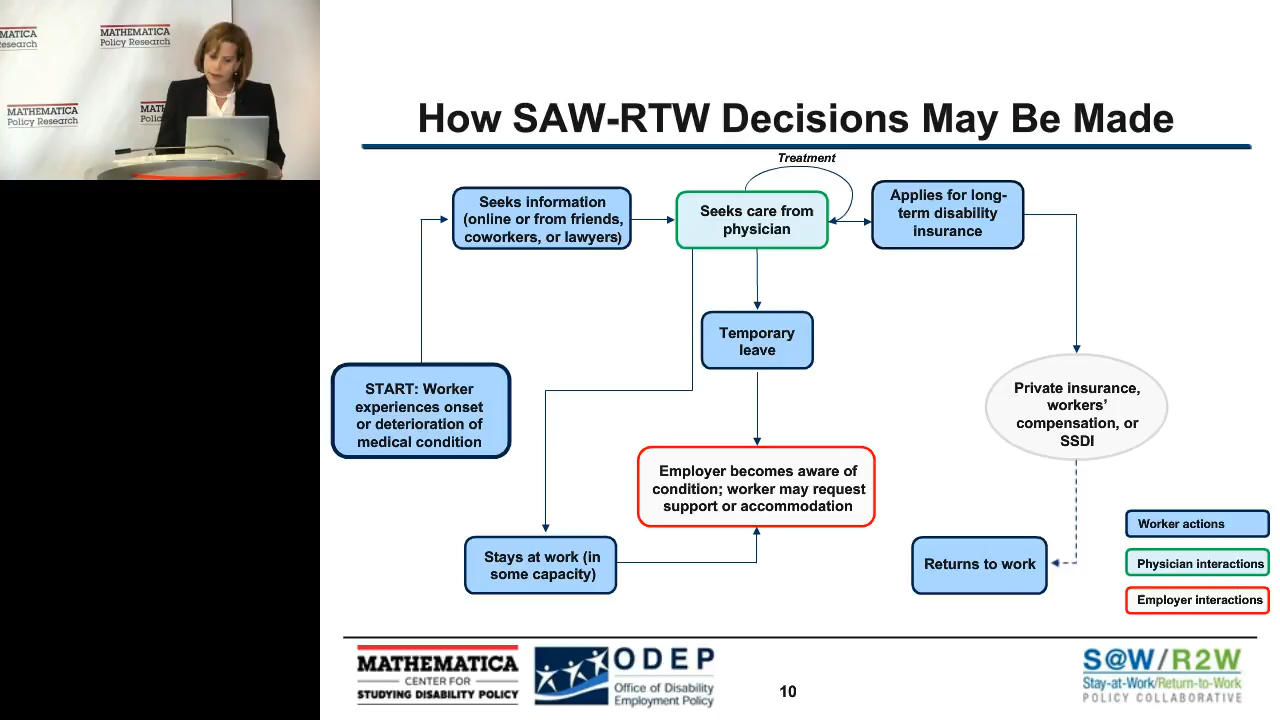 MATHEMATICA
Policy Research
MATHEMATICA
Policy Research
MATHEMATICA
Policy Research
How SAW-RTW Decisions May Be Made
Treatment
Seeks information
(online or from friends,
coworkers, or lawyers)
Seeks care from
physician
Applies for long-
term disability
insurance
Temporary
leave
START: Worker
experiences onset
or deterioration of
medical condition
Private insurance,
workers’
compensation, or
SSDI
Employer becomes aware of
condition; worker may request
support or accommodation
Stays at work (in
some capacity)
Returns to work
Worker actions
Physician interactions
Employer interactions
MATHEMATICA
CENTER FOR
STUDYING DISABILITY POLICY
ODEP
Office of Disability
Employment Policy
10
S@W/R2W
Stay-at-Work/Return-to-Work
POLICY COLLABORATIVE